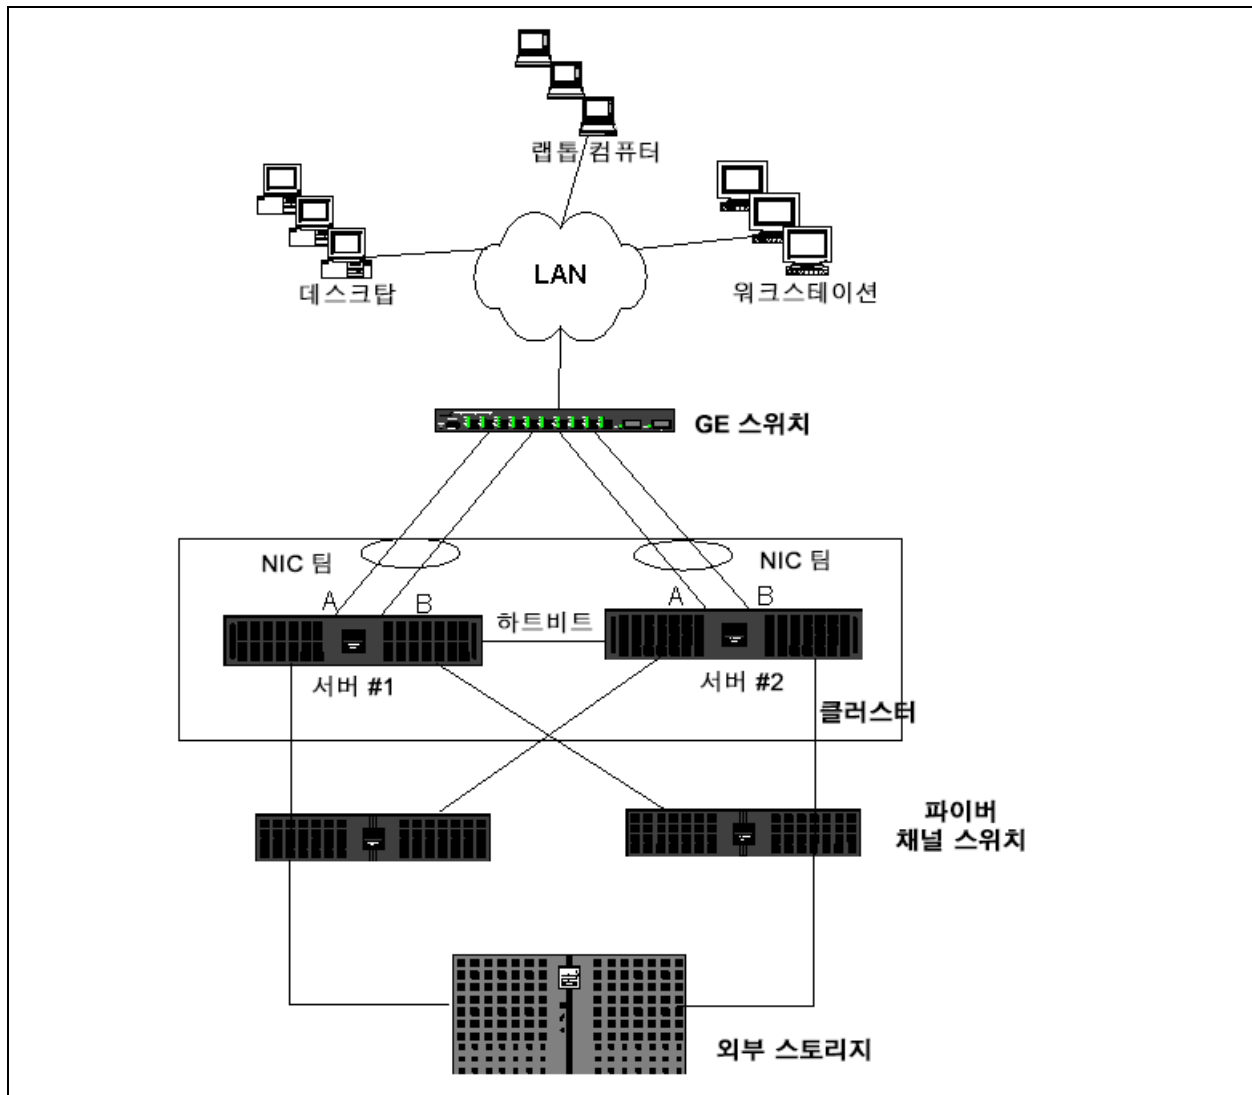 랩톱 컴퓨터
데스크탑
LAN
워크스테이션
GE 스위치
NIC 팀
NIC 팀
A
B
A
B
하트비트
서버 #1
서버 #2
클러스터
파이버
채널 스위치
외부 스토리지